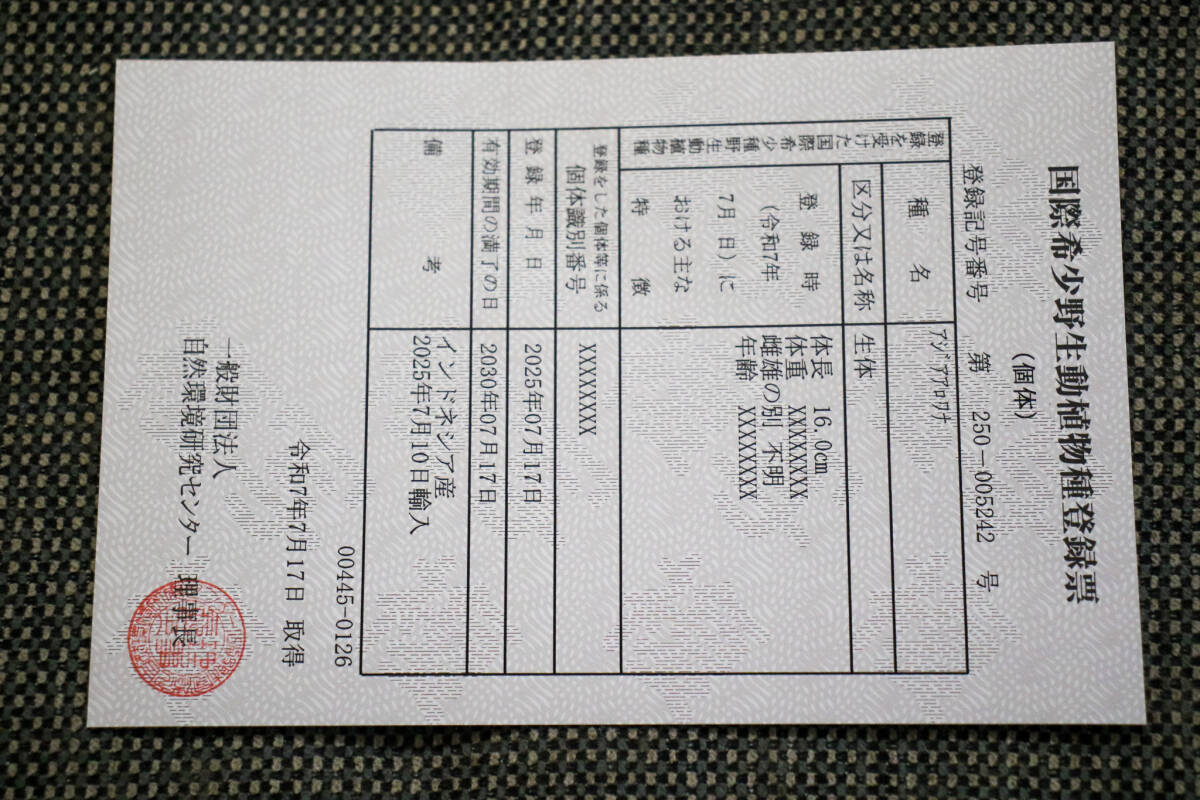 国際希少野生動植物種登録票
(個体)
登録記号番号 第 250-005242 号
登録を受けた国際希少野生動植物種
種名 アジアアロワナ
区分又は名称 生体
登録時
(令和7年
7月 日)に
おける主な
特徴
体長 16.0cm
体重 XXXXXXXX
雌雄の別 不明
年齢 XXXXXXXX
登録をした個体等に係る
個体識別番号 XXXXXXXX
登録年月日 2025年07月17日
有効期間の満了の日 2030年07月17日
備考 インドネシア産
2025年7月10日輸入
00445-0126
令和7年7月17日 取得
一般財団法人
自然環境研究センター 理事長